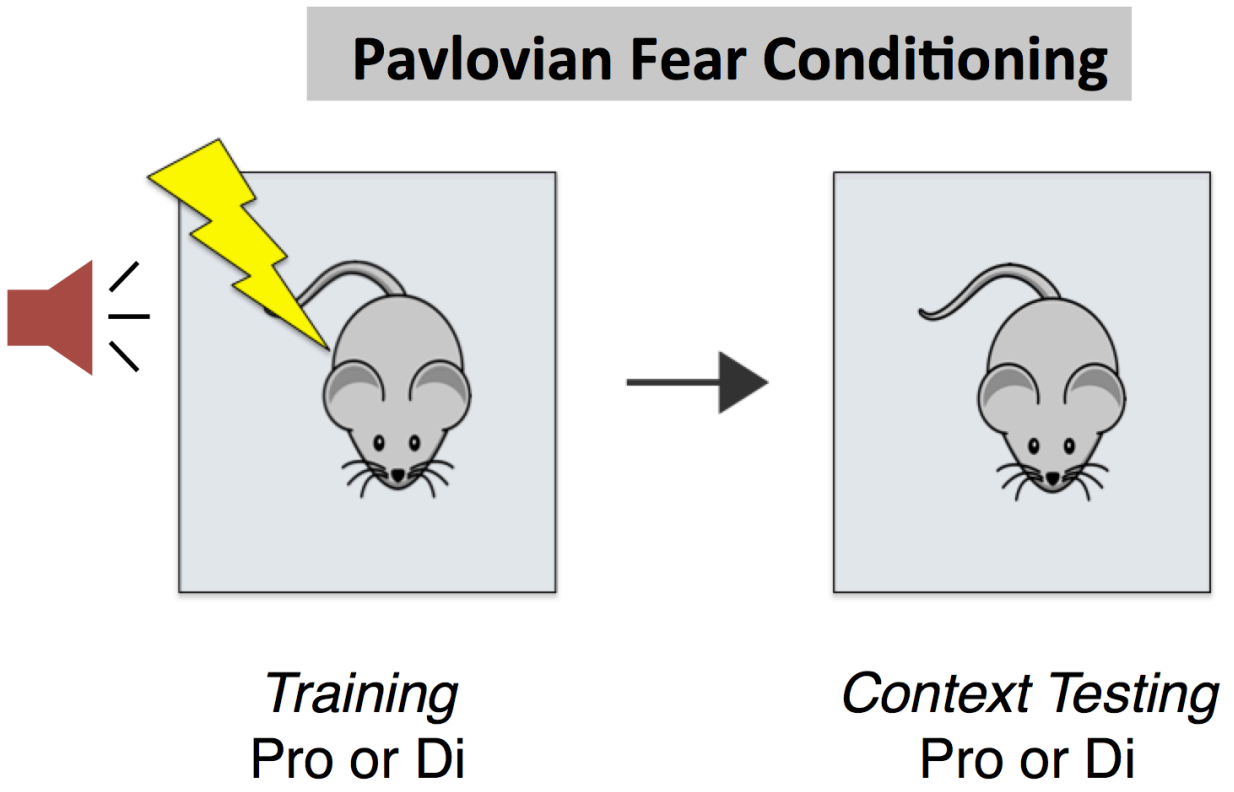 Pavlovian Fear Conditioning
Training
Pro or Di
Context Testing
Pro or Di